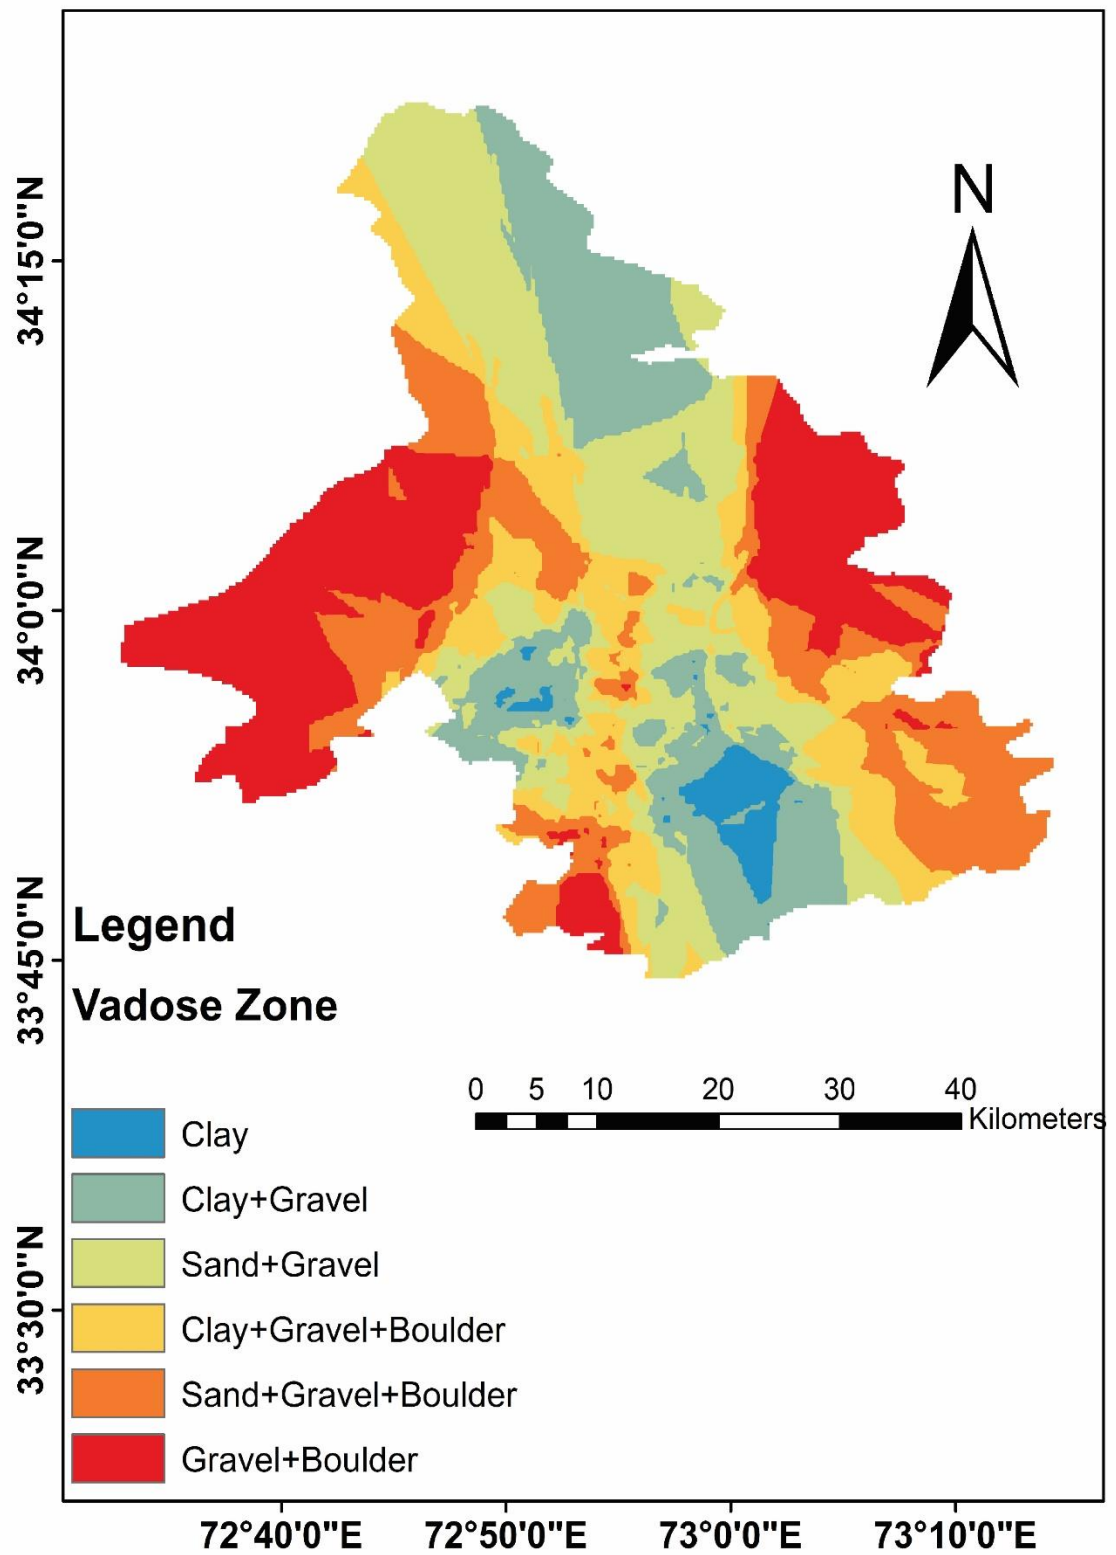 N
34°15'0"N
34°0'0"N
33°45'0"N
33°30'0"N
Legend
Vadose Zone
0 5 10 20 30 40
Kilometers
Clay
Clay+Gravel
Sand+Gravel
Clay+Gravel+Boulder
Sand+Gravel+Boulder
Gravel+Boulder
72°40'0"E 72°50'0"E 73°0'0"E 73°10'0"E